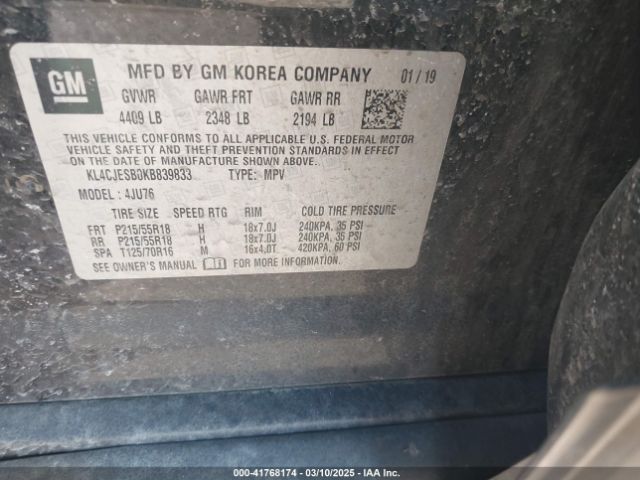 GM
MFD BY GM KOREA COMPANY 01/19
GVWR GAWR FRT GAWR RR
4409 LB 2348 LB 2194 LB
THIS VEHICLE CONFORMS TO ALL APPLICABLE U.S. FEDERAL MOTOR
VEHICLE SAFETY AND THEFT PREVENTION STANDARDS IN EFFECT ON
DATE OF MANUFACTURE SHOWN ABOVE.
KL4CJESB3KB839833 TYPE: MPV
MODEL: 4JU76
TIRE SIZE SPEED RTG RIM COLD TIRE PRESSURE
FRT P215/55R18 H 18x7.0J 240KPA, 35 PSI
RR P215/55R18 H 18x7.0J 240KPA, 35 PSI
SPA T125/70R16 M 16x4.0T 420KPA, 60 PSI
SEE OWNER'S MANUAL FOR MORE INFORMATION.
000-41768174 | 03/10/2025 | IAA Inc.